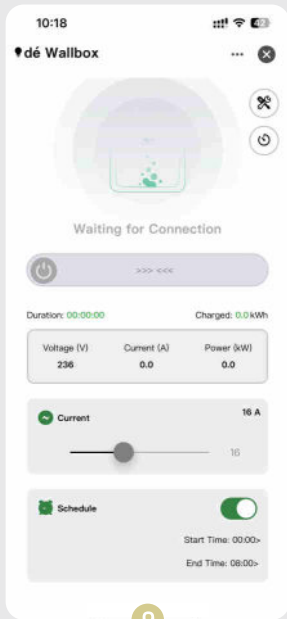 10:18
dé Wallbox
Waiting for Connection
>>> <<<
Duration: 00:00:00 Charged: 0.0 kWh
Voltage (V) Current (A) Power (kW)
236 0.0 0.0
Current 16 A
16
Schedule
Start Time: 00:00>
End Time: 08:00>